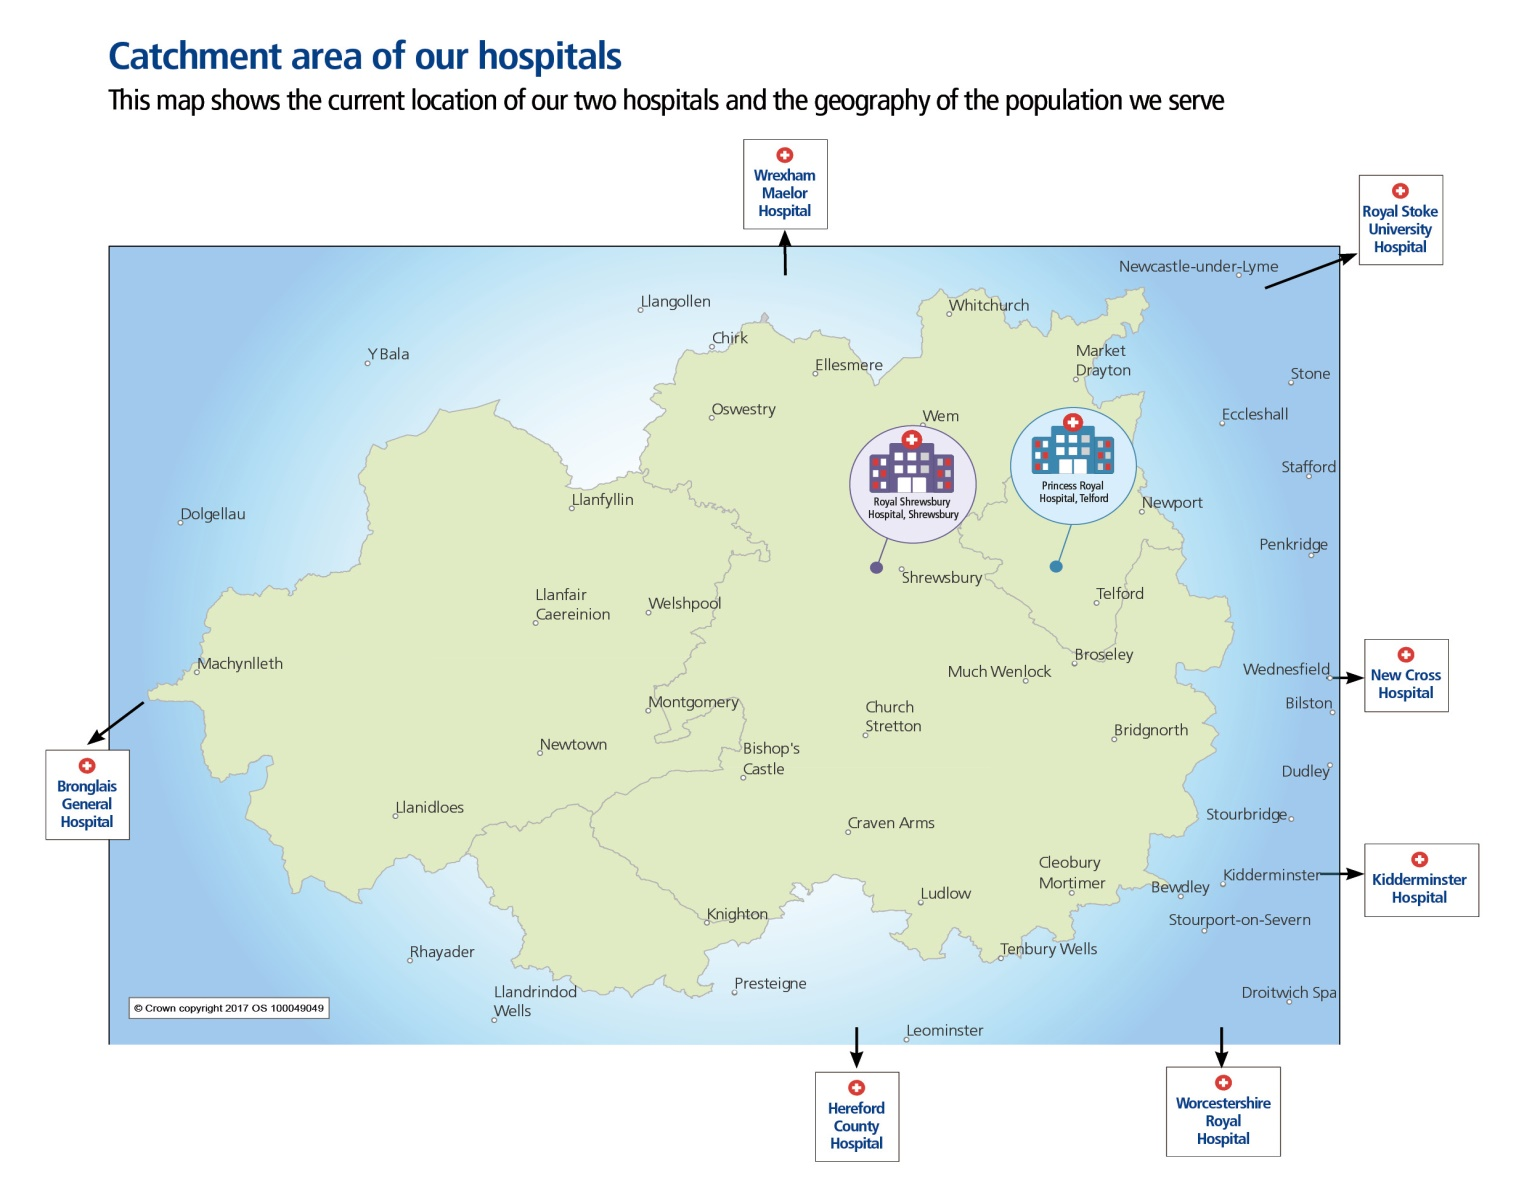 Catchment area of our hospitals
This map shows the current location of our two hospitals and the geography of the population we serve
Wrexham
Maelor
Hospital
Royal Stoke
University
Hospital
Newcastle-under-Lyme
Llangollen
Whitchurch
Chirk
Y Bala
Ellesmere
Market
Drayton
Stone
Oswestry
Wem
Eccleshall
Stafford
Royal Shrewsbury
Hospital, Shrewsbury
Princess Royal
Hospital, Telford
Llanfyllin
Newport
Dolgellau
Penkridge
Shrewsbury
Llanfair
Caereinion
Welshpool
Telford
Machynlleth
Broseley
Much Wenlock
Wednesfield
New Cross
Hospital
Montgomery
Church
Stretton
Bilston
Bridgnorth
Newtown
Bishop's
Castle
Dudley
Bronglais
General
Hospital
Llanidloes
Craven Arms
Stourbridge
Cleobury
Mortimer
Kidderminster
Kidderminster
Hospital
Bewdley
Ludlow
Knighton
Stourport-on-Severn
Rhayader
Tenbury Wells
Presteigne
Llandrindod
Wells
Droitwich Spa
© Crown copyright 2017 OS 100049049
Leominster
Hereford
County
Hospital
Worcestershire
Royal
Hospital